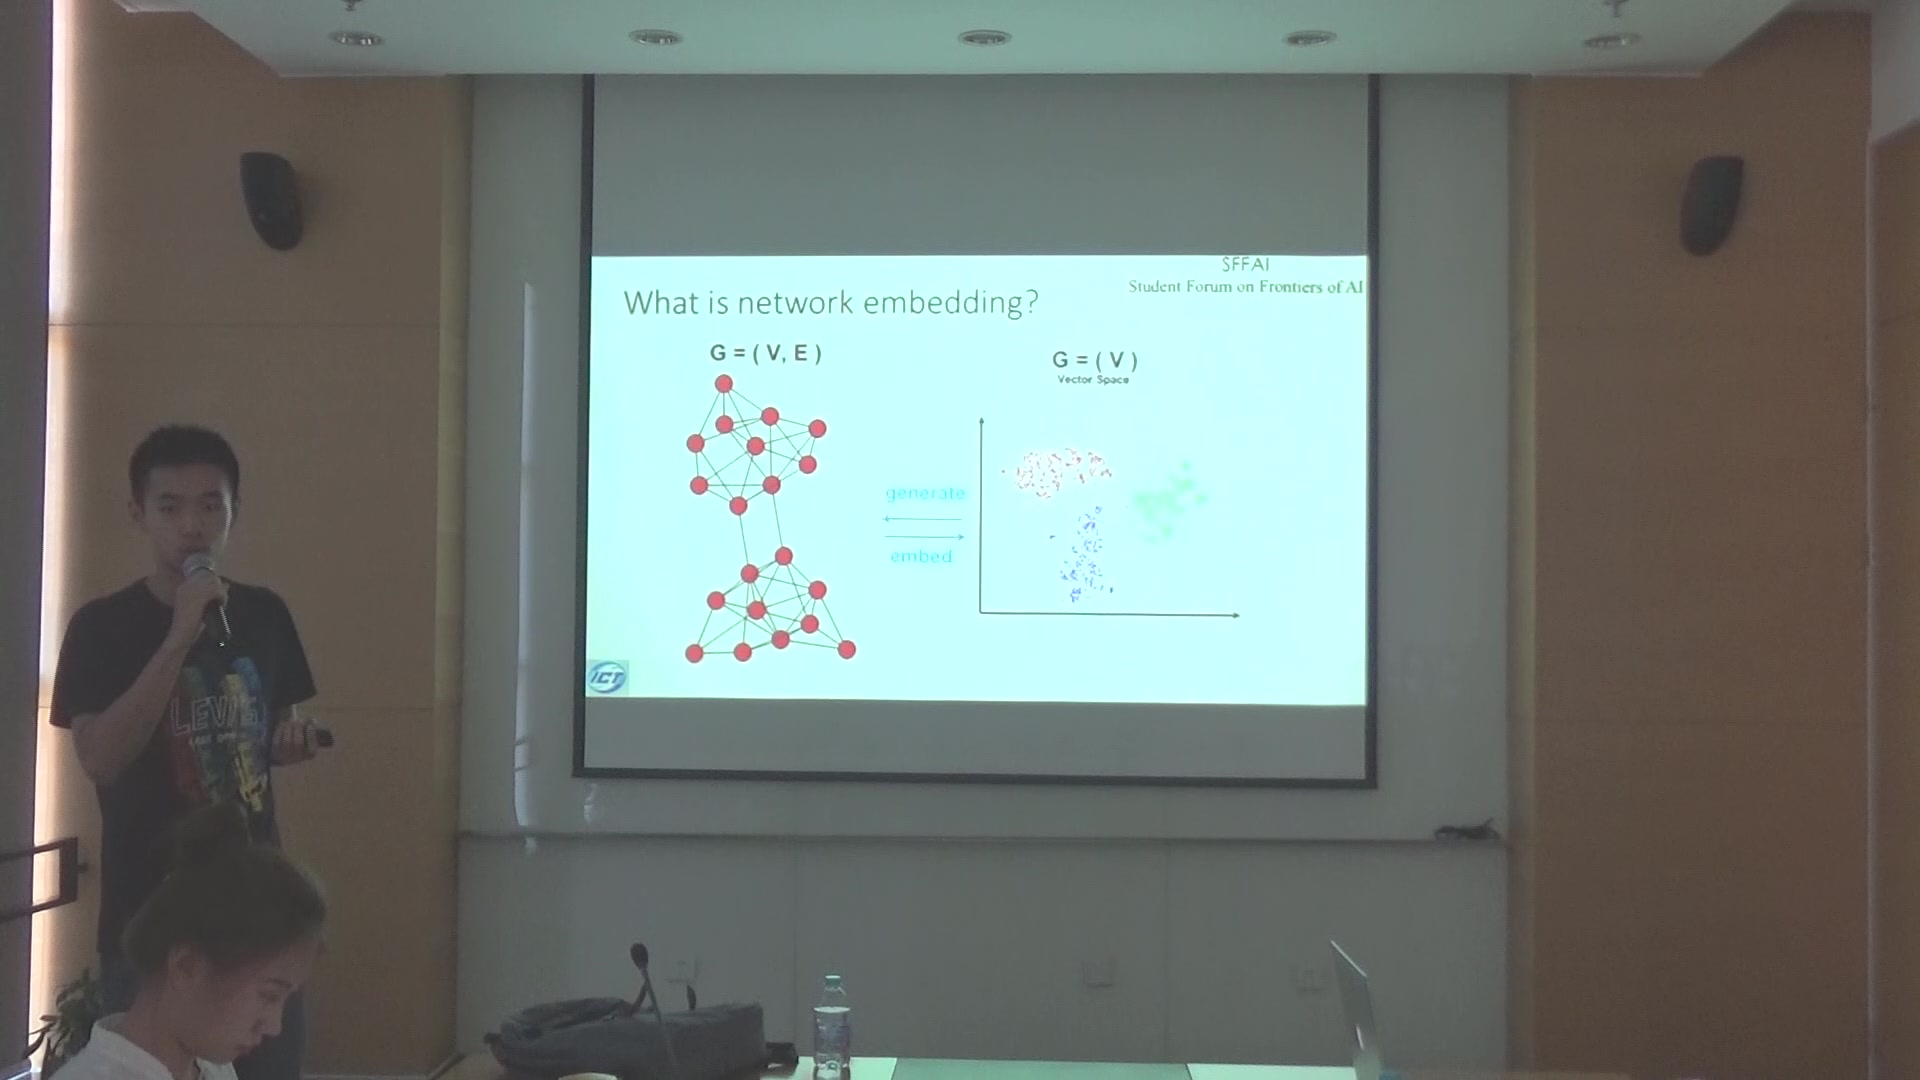 SFFAI
Student Forum on Frontiers of AI
What is network embedding?
G = ( V, E )
G = ( V )
Vector Space
generate
embed
ICT
LEVI'S